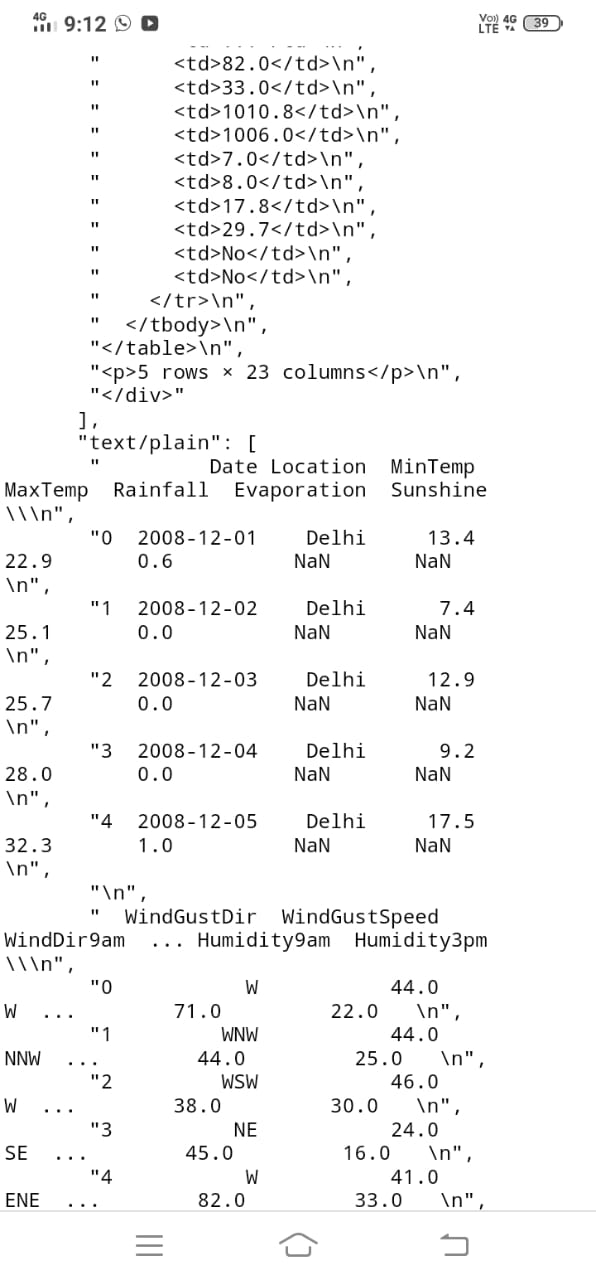 4G 9:12 Vo)) LTE 4G 39
"      <td>82.0</td>\n",
"      <td>33.0</td>\n",
"      <td>1010.8</td>\n",
"      <td>1006.0</td>\n",
"      <td>7.0</td>\n",
"      <td>8.0</td>\n",
"      <td>17.8</td>\n",
"      <td>29.7</td>\n",
"      <td>No</td>\n",
"      <td>No</td>\n",
"    </tr>\n",
"  </tbody>\n",
"</table>\n",
"<p>5 rows × 23 columns</p>\n",
"</div>"
],
"text/plain": [
"         Date Location  MinTemp
MaxTemp  Rainfall  Evaporation  Sunshine
\\\n",
"0  2008-12-01    Delhi     13.4
22.9       0.6          NaN       NaN
\n",
"1  2008-12-02    Delhi      7.4
25.1       0.0          NaN       NaN
\n",
"2  2008-12-03    Delhi     12.9
25.7       0.0          NaN       NaN
\n",
"3  2008-12-04    Delhi      9.2
28.0       0.0          NaN       NaN
\n",
"4  2008-12-05    Delhi     17.5
32.3       1.0          NaN       NaN
\n",
"\n",
"  WindGustDir  WindGustSpeed
WindDir9am  ... Humidity9am  Humidity3pm
\\\n",
"0           W           44.0
W  ...        71.0         22.0   \n",
"1         WNW           44.0
NNW  ...        44.0         25.0   \n",
"2         WSW           46.0
W  ...        38.0         30.0   \n",
"3          NE           24.0
SE  ...        45.0         16.0   \n",
"4           W           41.0
ENE  ...        82.0         33.0   \n",